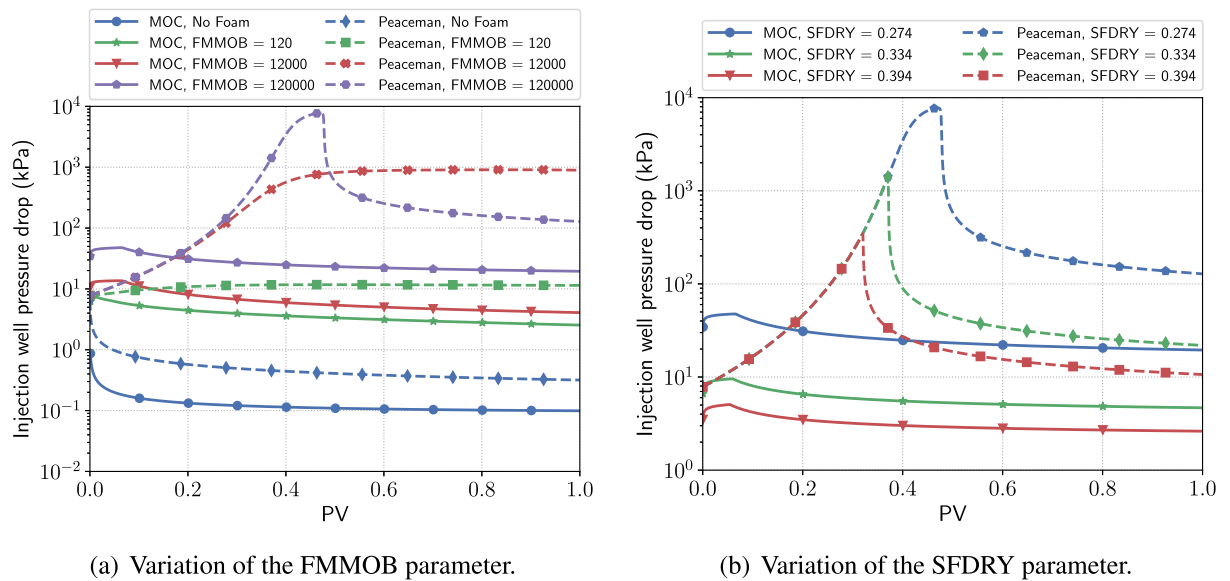 MOC, No Foam
MOC, FMMOB = 120
MOC, FMMOB = 12000
MOC, FMMOB = 120000
Peaceman, No Foam
Peaceman, FMMOB = 120
Peaceman, FMMOB = 12000
Peaceman, FMMOB = 120000
Injection well pressure drop (kPa)
10^4
10^3
10^2
10^1
10^0
10^−1
10^−2
0.0 0.2 0.4 0.6 0.8 1.0
PV
(a) Variation of the FMMOB parameter.
MOC, SFDRY = 0.274
MOC, SFDRY = 0.334
MOC, SFDRY = 0.394
Peaceman, SFDRY = 0.274
Peaceman, SFDRY = 0.334
Peaceman, SFDRY = 0.394
Injection well pressure drop (kPa)
10^4
10^3
10^2
10^1
10^0
0.0 0.2 0.4 0.6 0.8 1.0
PV
(b) Variation of the SFDRY parameter.